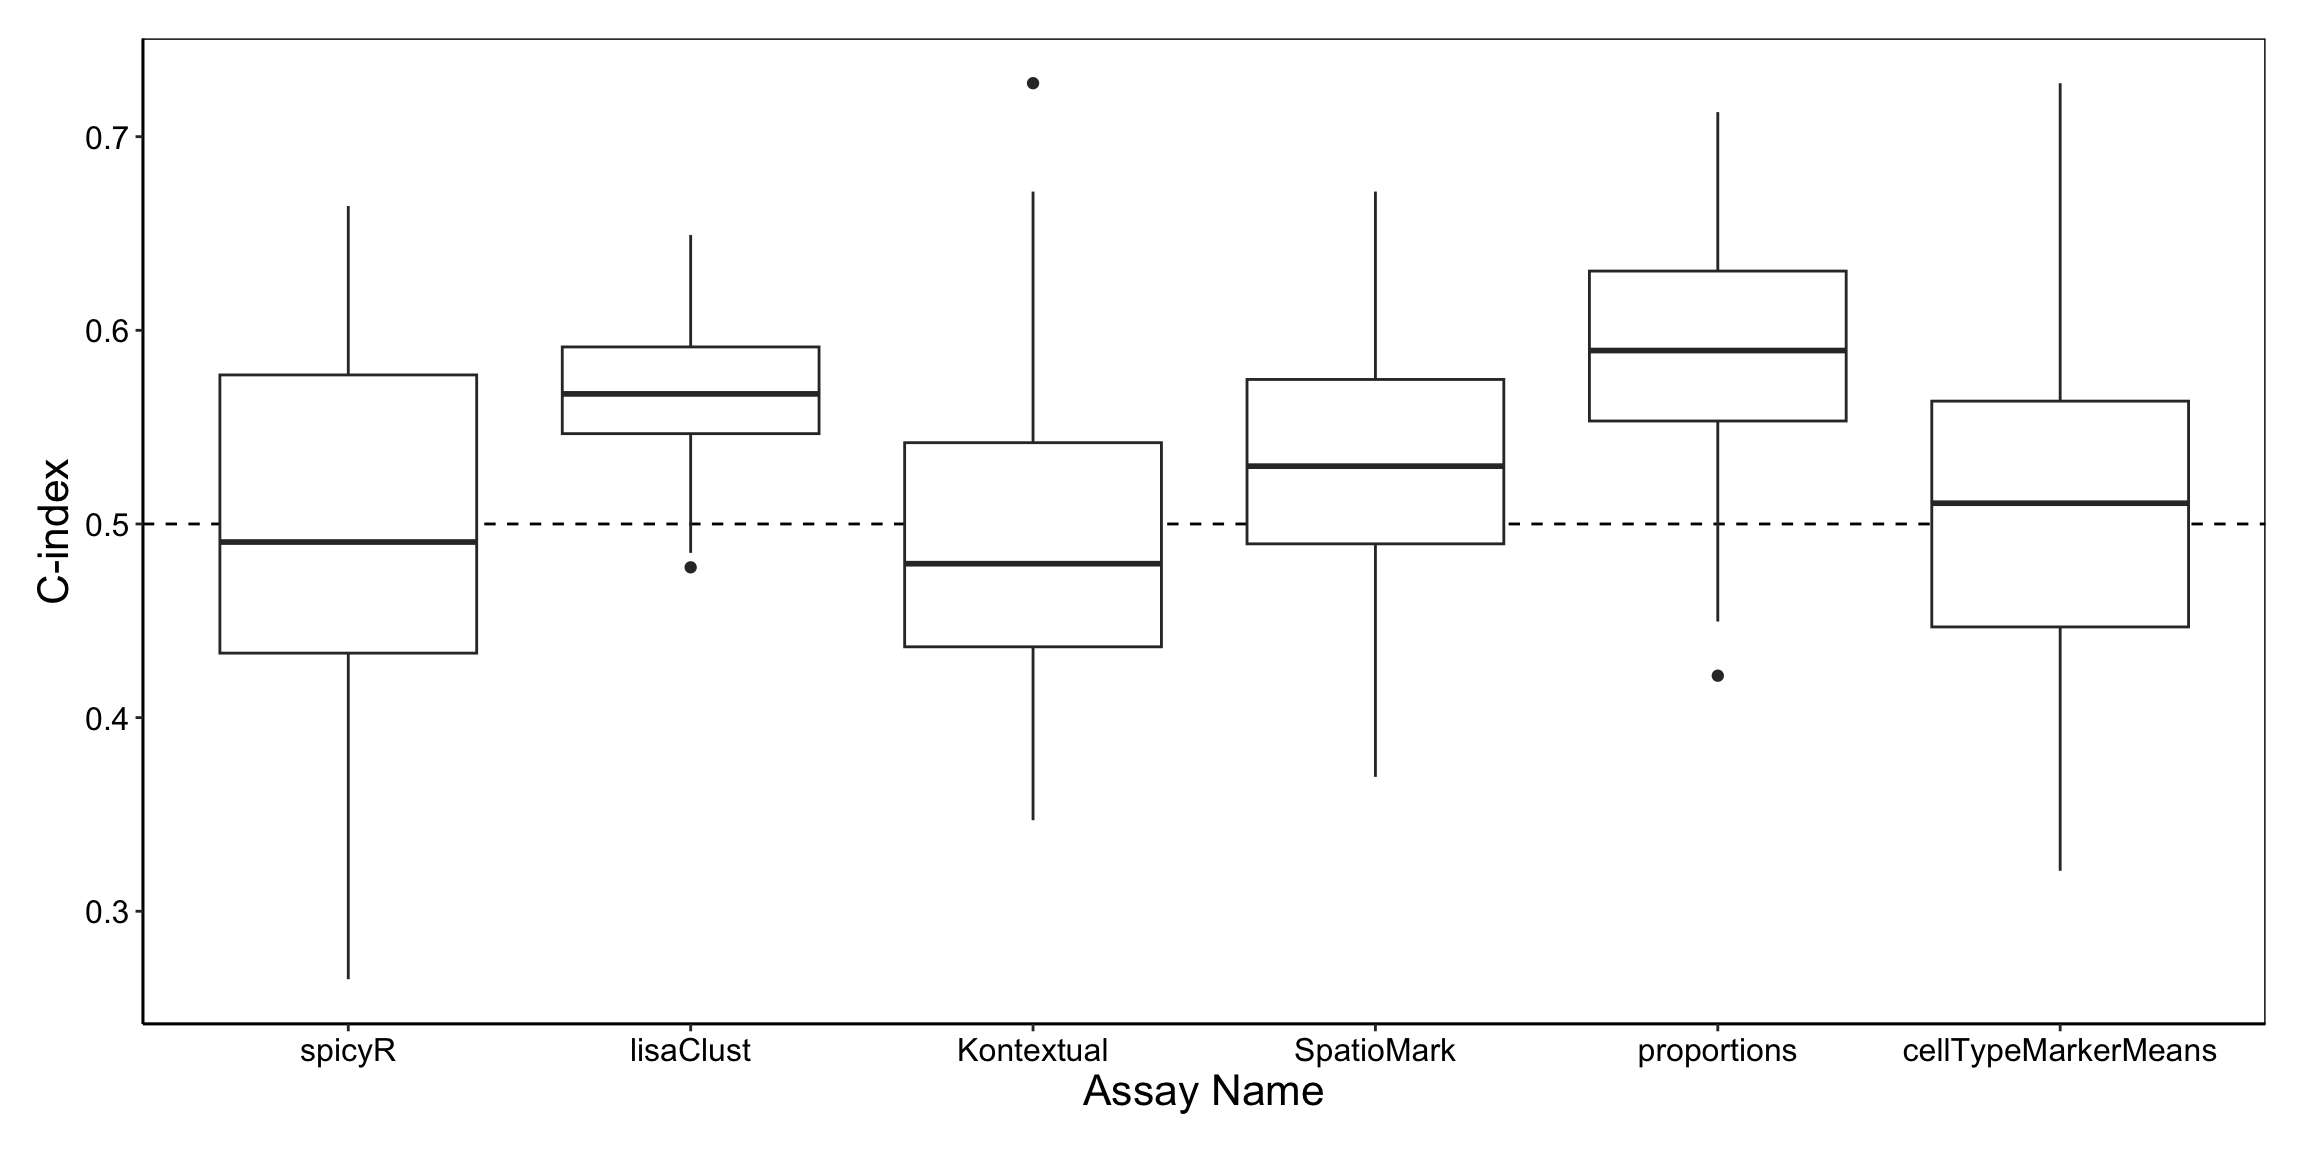 C-index
0.7
0.6
0.5
0.4
0.3
spicyR lisaClust Kontextual SpatioMark proportions cellTypeMarkerMeans
Assay Name